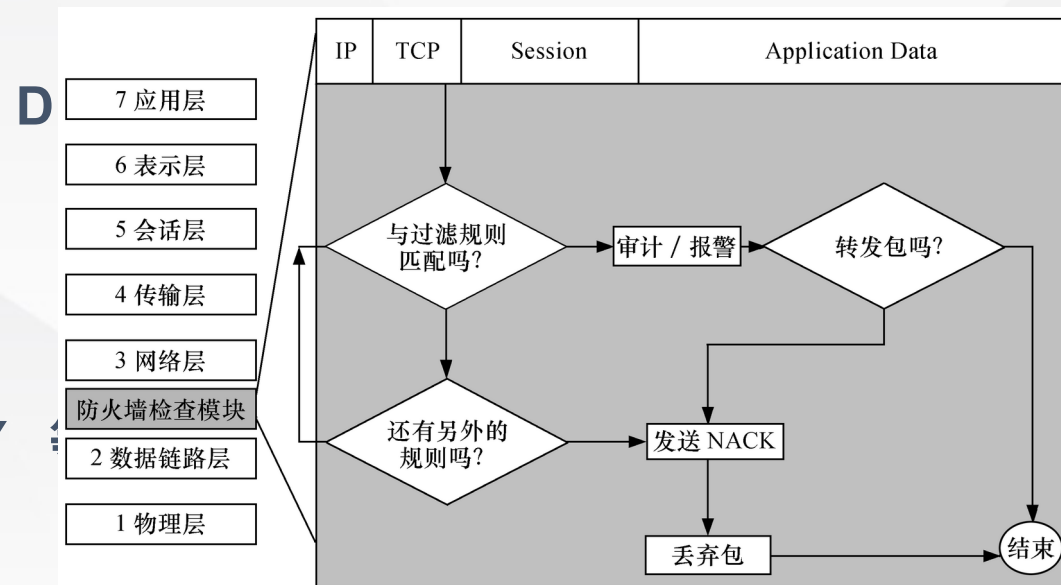 IP
TCP
Session
Application Data
D
7 应用层
6 表示层
5 会话层
4 传输层
3 网络层
防火墙检查模块
2 数据链路层
1 物理层
与过滤规则
匹配吗?
审计 / 报警
转发包吗?
还有另外的
规则吗?
发送 NACK
丢弃包
结束